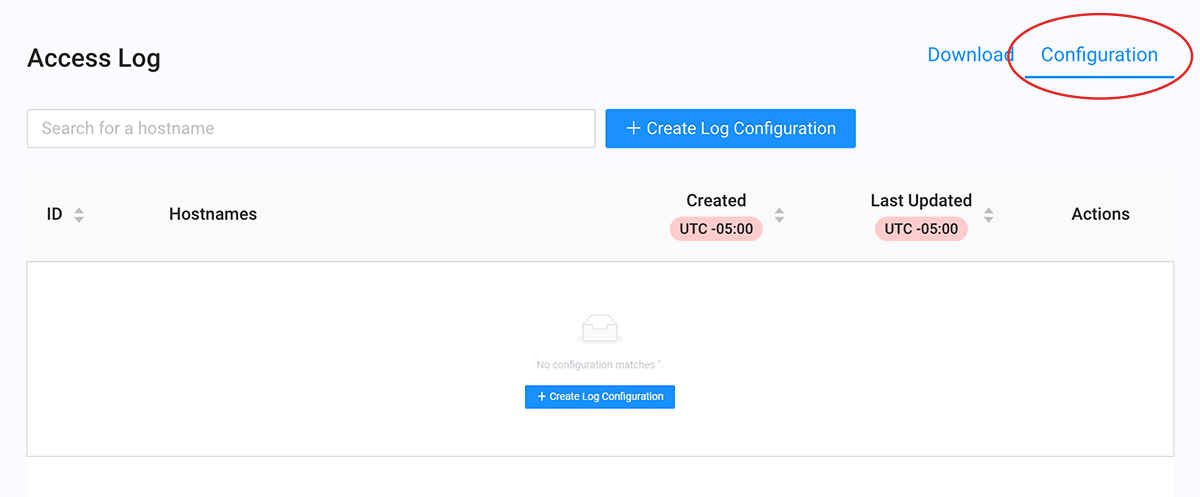 Access Log
Download
Configuration
Search for a hostname
+ Create Log Configuration
ID
Hostnames
Created
UTC -05:00
Last Updated
UTC -05:00
Actions
No configuration matches ''.
+ Create Log Configuration